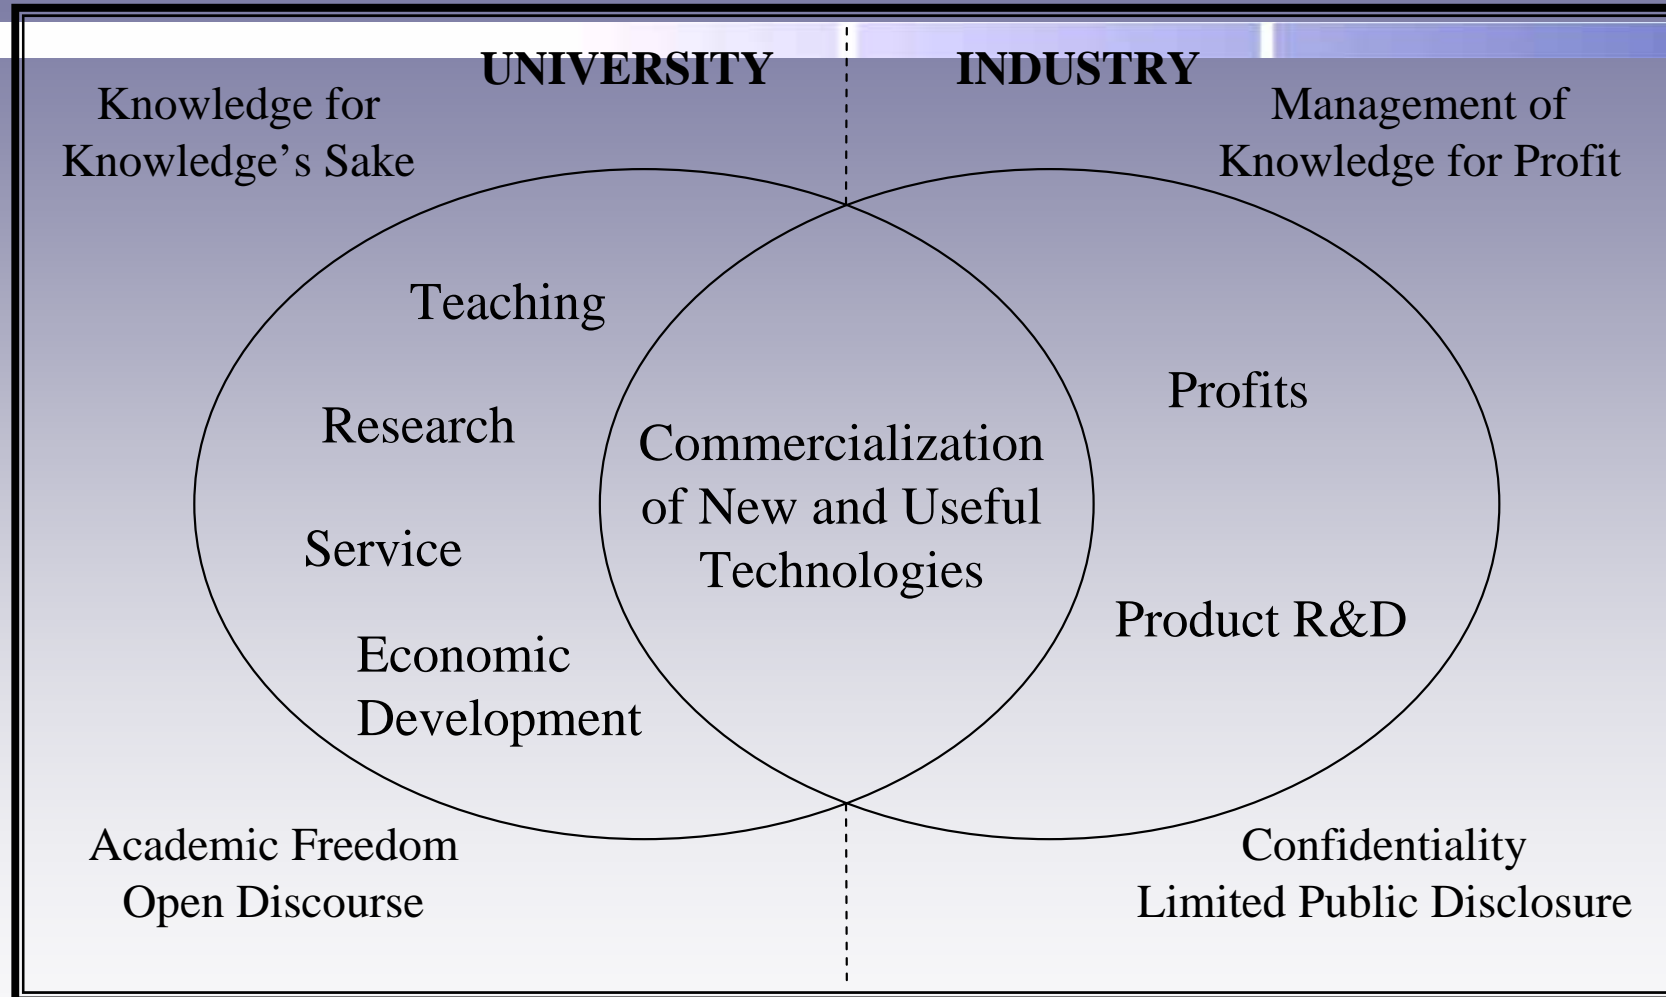 UNIVERSITY
INDUSTRY
Knowledge for
Knowledge’s Sake
Management of
Knowledge for Profit
Teaching
Research
Service
Economic
Development
Commercialization
of New and Useful
Technologies
Profits
Product R&D
Academic Freedom
Open Discourse
Confidentiality
Limited Public Disclosure